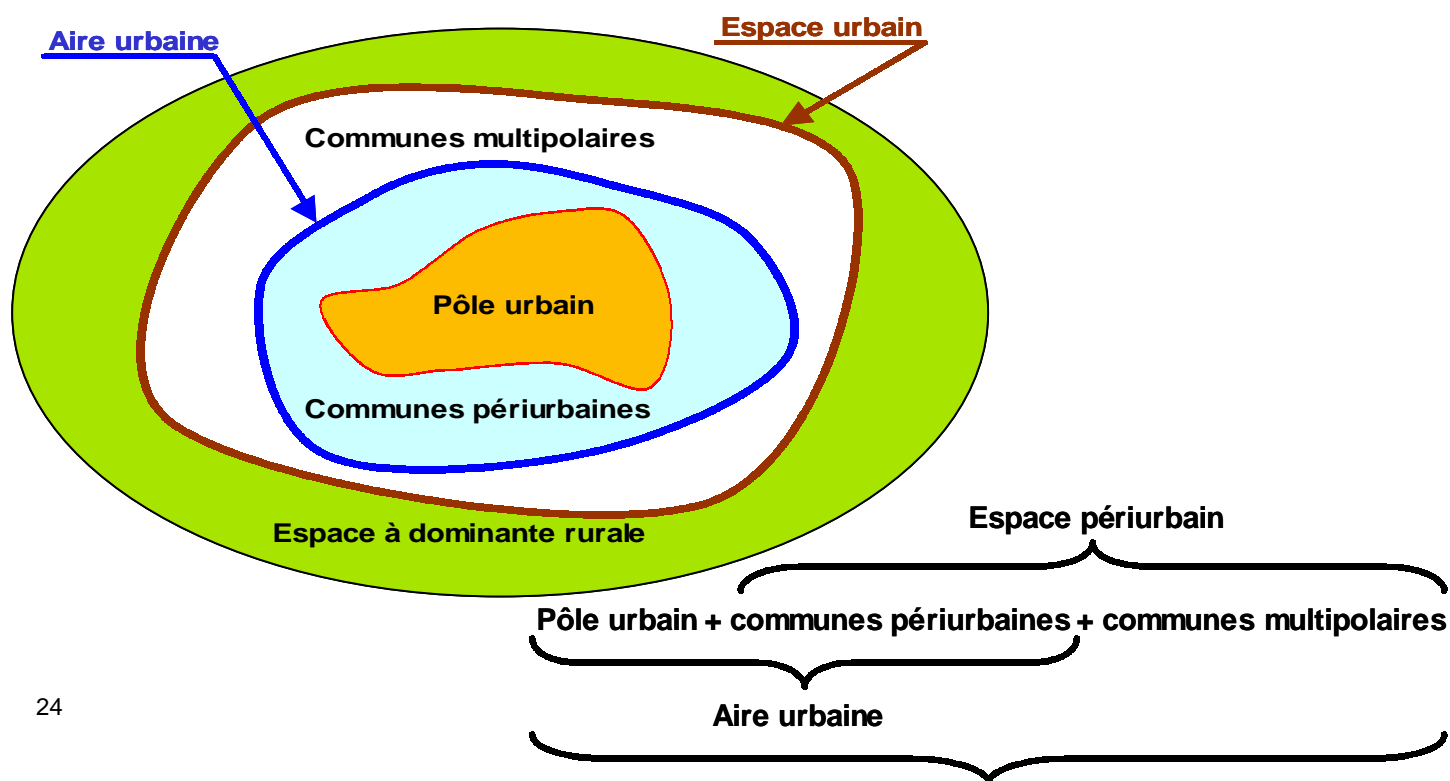 Espace urbain
Aire urbaine
Communes multipolaires
Pôle urbain
Communes périurbaines
Espace à dominante rurale
Espace périurbain
Pôle urbain + communes périurbaines + communes multipolaires
24
Aire urbaine